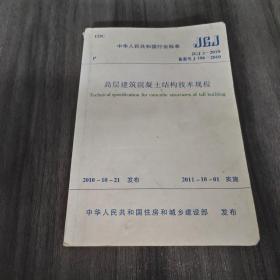 UDC
JGJ
中华人民共和国行业标准
P
JGJ 3-2010
备案号 J 186-2010
高层建筑混凝土结构技术规程
Technical specification for concrete structures of tall building
2010-10-21 发布
2011-10-01 实施
中华人民共和国住房和城乡建设部 发布